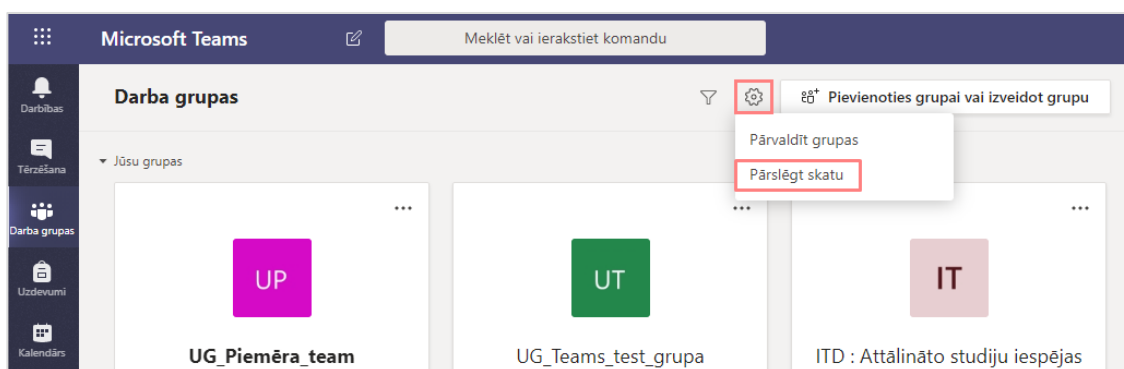 Microsoft Teams
Meklēt vai ierakstiet komandu
Darbības
Tērzēšana
Darba grupas
Uzdevumi
Kalendārs
Darba grupas
Pievienoties grupai vai izveidot grupu
Pārvaldīt grupas
Pārslēgt skatu
Jūsu grupas
UP
UG_Piemēra_team
UT
UG_Teams_test_grupa
IT
ITD : Attālināto studiju iespējas